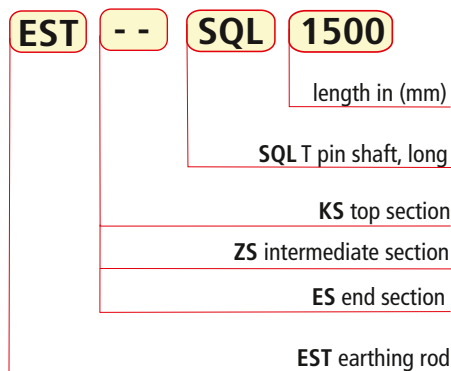 EST - - SQL 1500
length in (mm)
SQL T pin shaft, long
KS top section
ZS intermediate section
ES end section
EST earthing rod